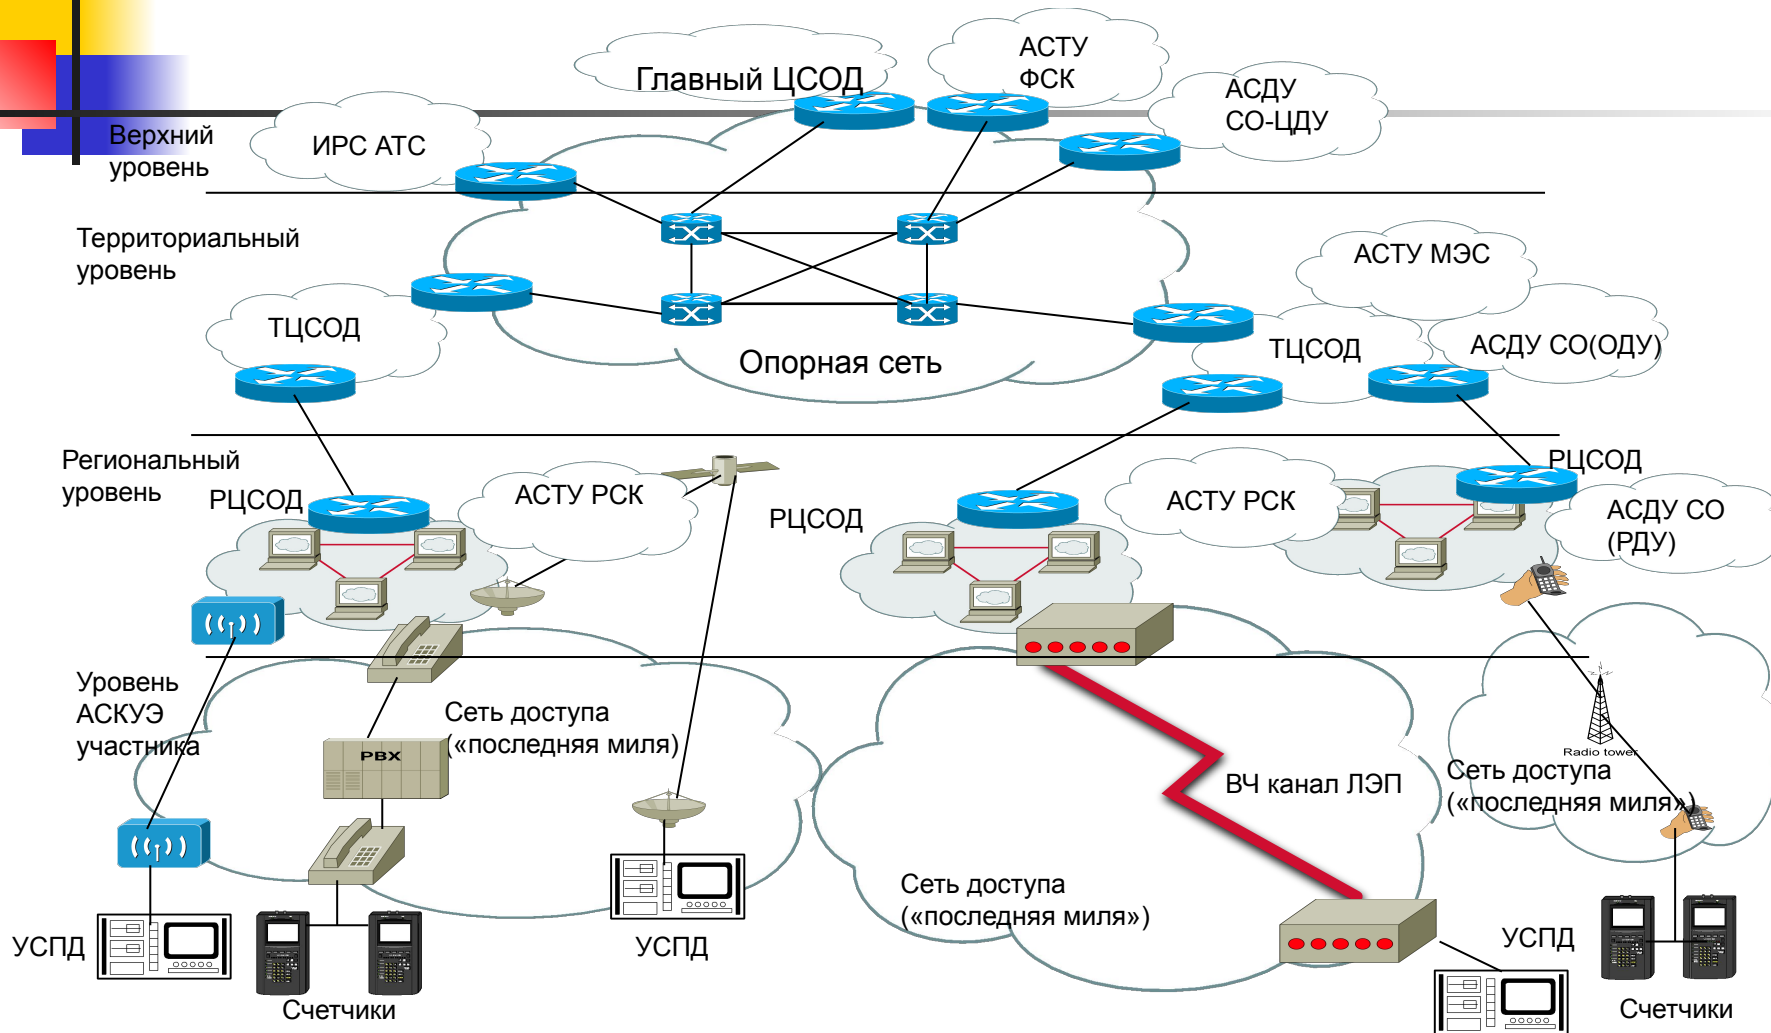 Главный ЦСОД
АСТУ
ФСК
АСДУ
СО-ЦДУ
Верхний
уровень
ИРС АТС
Территориальный
уровень
АСТУ МЭС
ТЦСОД
Опорная сеть
ТЦСОД
АСДУ СО(ОДУ)
Региональный
уровень
РЦСОД
АСТУ РСК
РЦСОД
АСТУ РСК
РЦСОД
АСДУ СО
(РДУ)
Уровень
АСКУЭ
участника
Сеть доступа
(«последняя миля)
PBX
ВЧ канал ЛЭП
Radio tower
Сеть доступа
(«последняя миля»)
Сеть доступа
(«последняя миля»)
УСПД
Счетчики
УСПД
УСПД
Счетчики